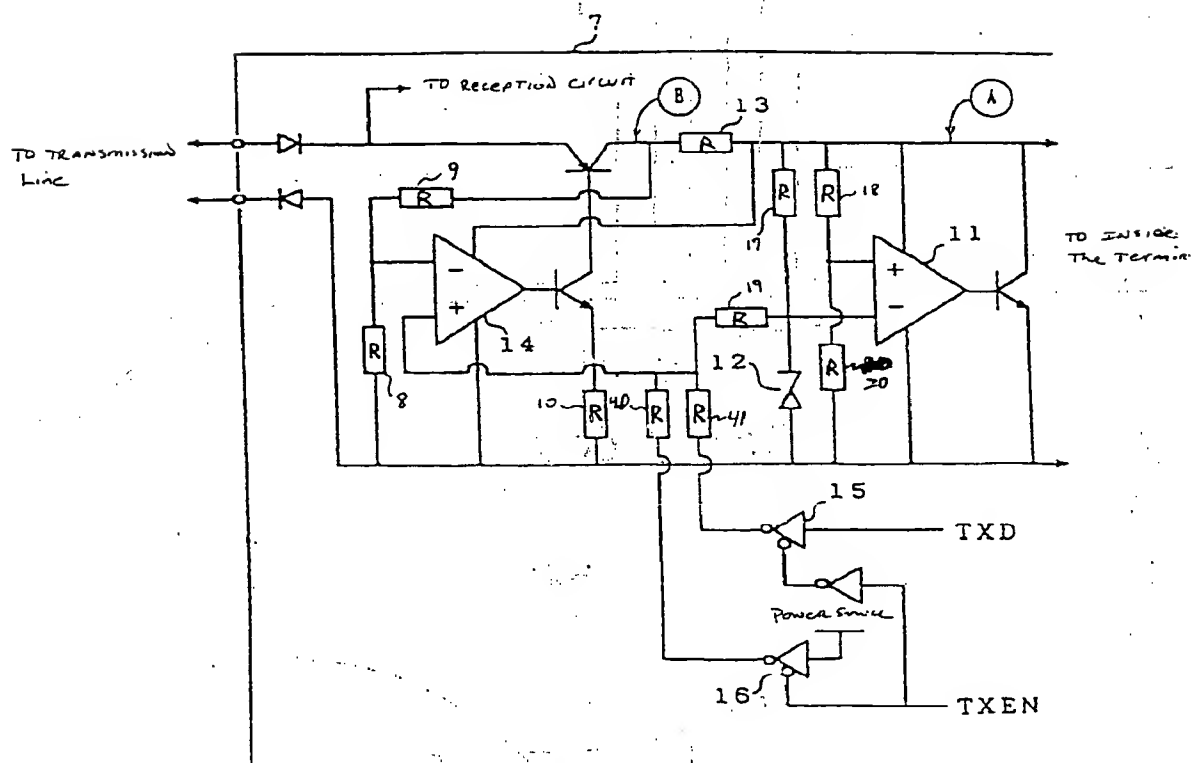 7
TO RECEPTION CIRCUIT
B
13
A
TO TRANSMISSION
Line
9
R
R
R
17
R
18
11
TO INSIDE
The Termin
-
+
14
19
R
+
-
R
8
12
R
20
10
R
40
R
R
41
15
TXD
POWER
16
TXEN